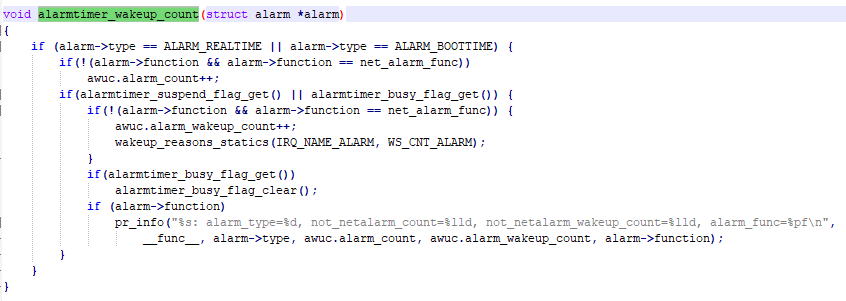 void alarmtimer_wakeup_count(struct alarm *alarm)
{
    if (alarm->type == ALARM_REALTIME || alarm->type == ALARM_BOOTTIME) {
        if(!(alarm->function && alarm->function == net_alarm_func))
            awuc.alarm_count++;
        if(alarmtimer_suspend_flag_get() || alarmtimer_busy_flag_get()) {
            if(!(alarm->function && alarm->function == net_alarm_func)) {
                awuc.alarm_wakeup_count++;
                wakeup_reasons_statics(IRQ_NAME_ALARM, WS_CNT_ALARM);
            }
            if(alarmtimer_busy_flag_get())
                alarmtimer_busy_flag_clear();
            if (alarm->function)
                pr_info("%s: alarm_type=%d, not_netalarm_count=%lld, not_netalarm_wakeup_count=%lld, alarm_func=%pf\n",
                    __func__, alarm->type, awuc.alarm_count, awuc.alarm_wakeup_count, alarm->function);
        }
    }
}